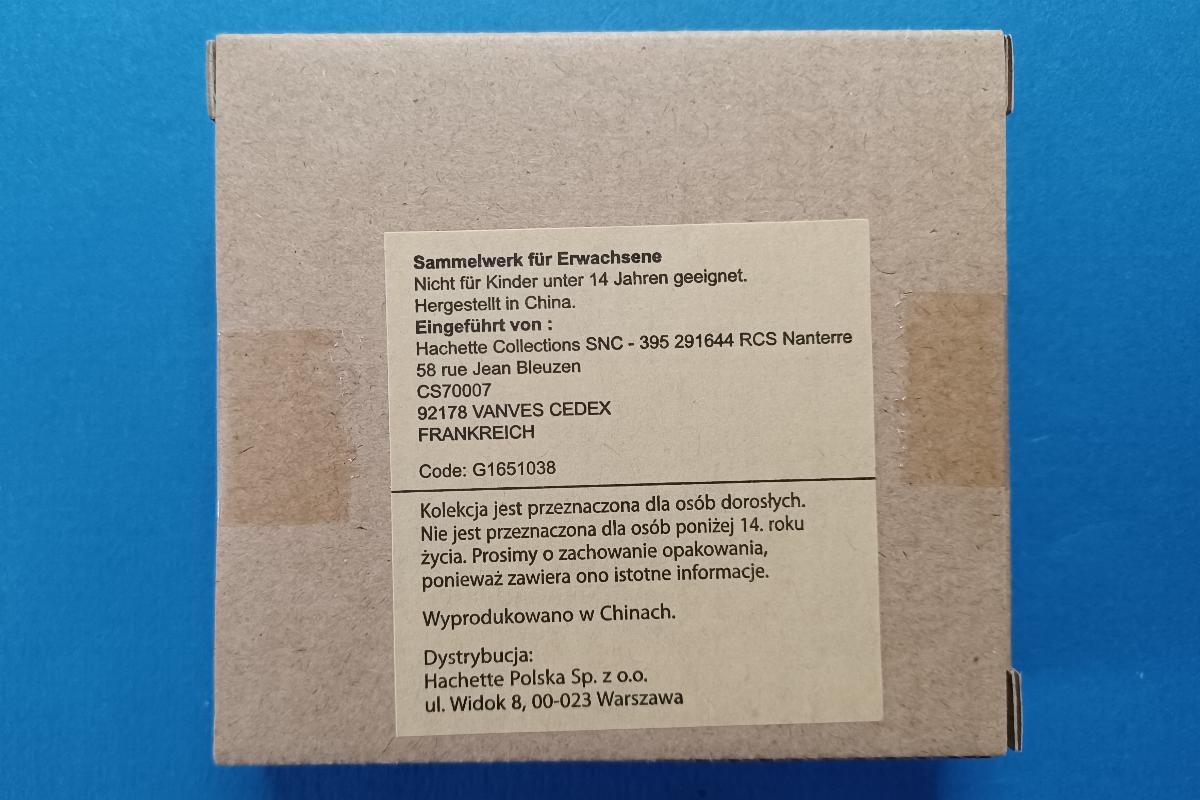 Sammelwerk für Erwachsene
Nicht für Kinder unter 14 Jahren geeignet.
Hergestellt in China.
Eingeführt von :
Hachette Collections SNC - 395 291644 RCS Nanterre
58 rue Jean Bleuzen
CS70007
92178 VANVES CEDEX
FRANKREICH
Code: G1651038
Kolekcja jest przeznaczona dla osób dorosłych.
Nie jest przeznaczona dla osób poniżej 14. roku
życia. Prosimy o zachowanie opakowania,
ponieważ zawiera ono istotne informacje.
Wyprodukowano w Chinach.
Dystrybucja:
Hachette Polska Sp. z o.o.
ul. Widok 8, 00-023 Warszawa